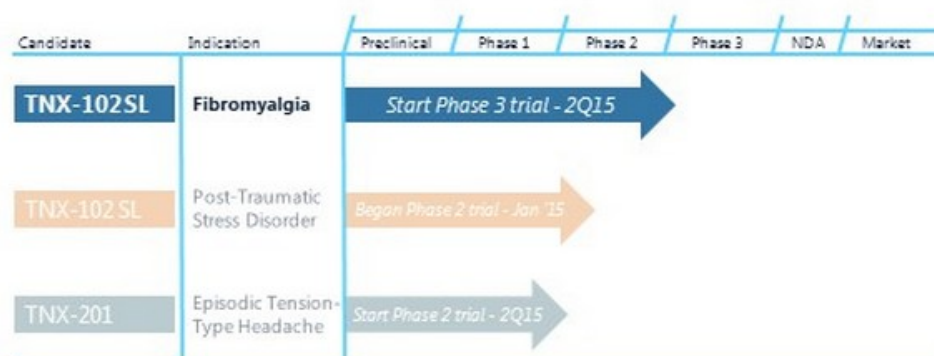 Candidate Indication Preclinical Phase 1 Phase 2 Phase 3 NDA Market
TNX-102SL Fibromyalgia Start Phase 3 trial - 2Q15
TNX-102 SL Post-Traumatic Stress Disorder Began Phase 2 trial - Jan '15
TNX-201 Episodic Tension-Type Headache Start Phase 2 trial - 2Q15